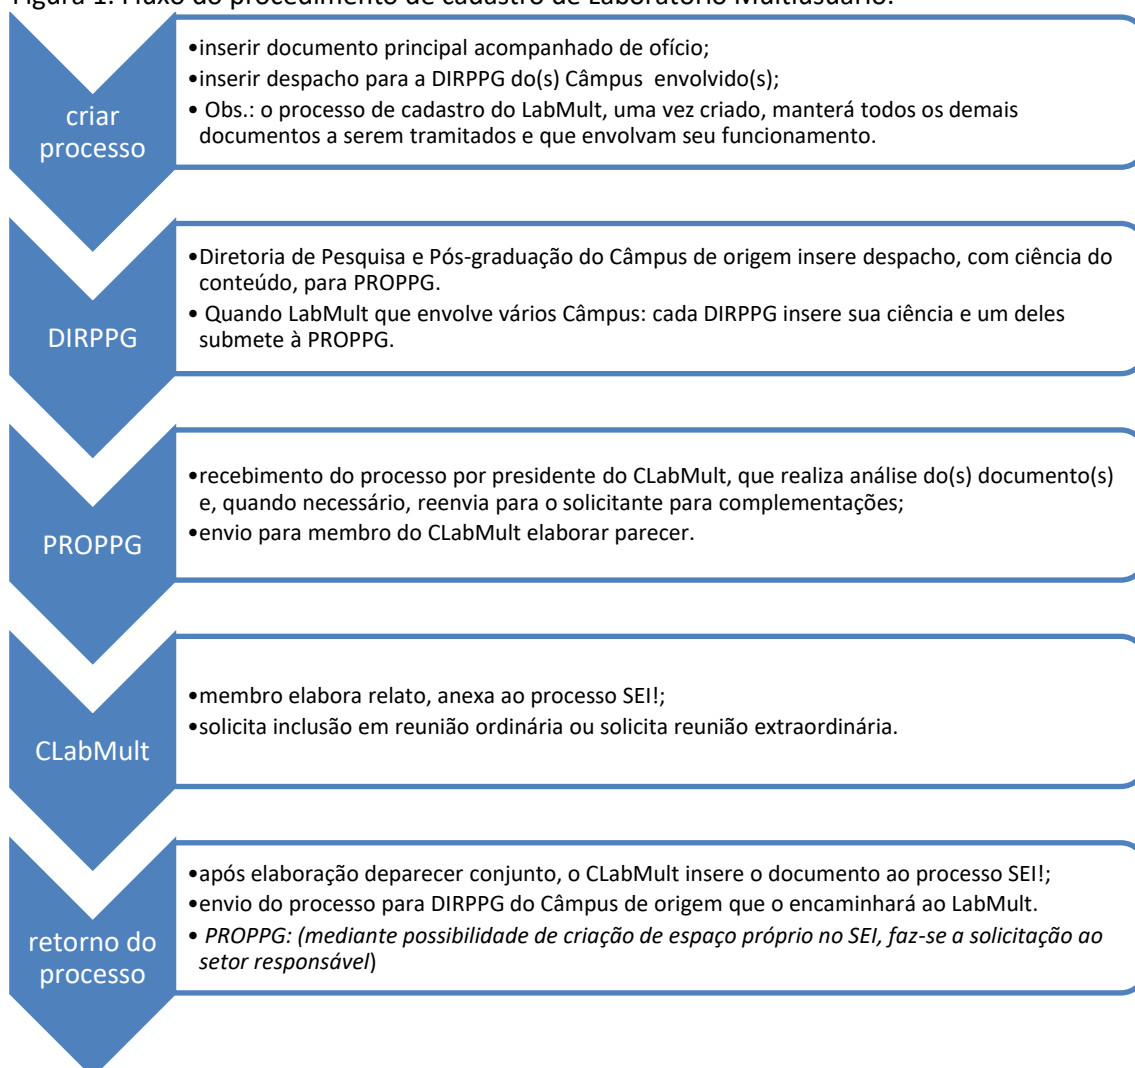 Figura 1. Fluxo do procedimento de cadastro de Laboratório Multiusuário.
criar
processo
•inserir documento principal acompanhado de ofício;
•inserir despacho para a DIRPPG do(s) Câmpus envolvido(s);
• Obs.: o processo de cadastro do LabMult, uma vez criado, manterá todos os demais
documentos a serem tramitados e que envolvam seu funcionamento.
DIRPPG
•Diretoria de Pesquisa e Pós-graduação do Câmpus de origem insere despacho, com ciência do
conteúdo, para PROPPG.
• Quando LabMult que envolve vários Câmpus: cada DIRPPG insere sua ciência e um deles
submete à PROPPG.
PROPPG
•recebimento do processo por presidente do CLabMult, que realiza análise do(s) documento(s)
e, quando necessário, reenvia para o solicitante para complementações;
•envio para membro do CLabMult elaborar parecer.
CLabMult
•membro elabora relato, anexa ao processo SEI!;
•solicita inclusão em reunião ordinária ou solicita reunião extraordinária.
retorno do
processo
•após elaboração deparecer conjunto, o CLabMult insere o documento ao processo SEI!;
•envio do processo para DIRPPG do Câmpus de origem que o encaminhará ao LabMult.
• PROPPG: (mediante possibilidade de criação de espaço próprio no SEI, faz-se a solicitação ao
setor responsável)